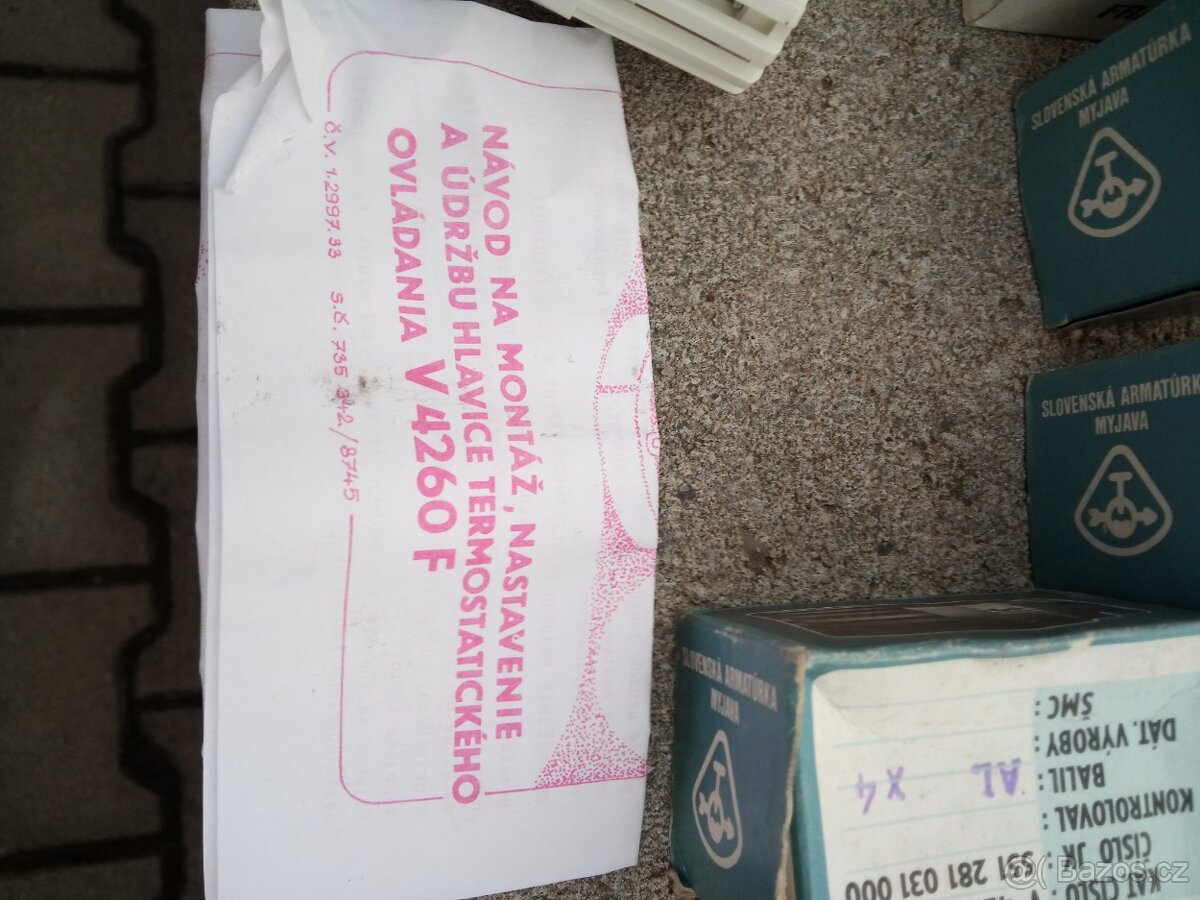 NÁVOD NA MONTÁŽ, NASTAVENIE
A ÚDRŽBU HLAVICE TERMOSTATICKÉHO
OVLÁDANIA V 4260 F
Č.V. 1.2997.33 S.Č. 735 342/8745
SLOVENSKÁ ARMATÚRKA
MYJAVA
SLOVENSKÁ ARMATÚRKA
MYJAVA
SLOVENSKÁ ARMATÚRKA
MYJAVA
KAT ČÍSLO :
ČÍSLO JK : 281 031 000
KONTROLOVAL :
BALIL : AL X4
DÁT. VÝROBY :
ŠMC :
Bazos.cz